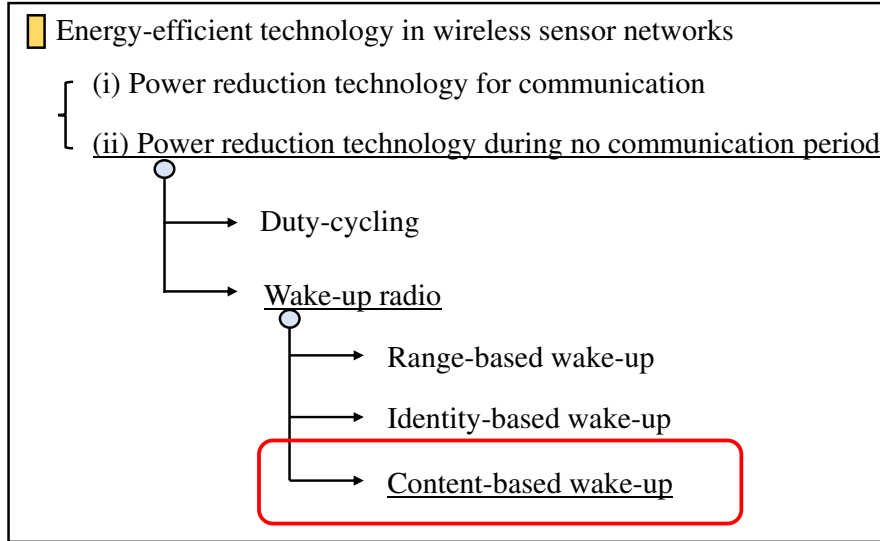 Energy-efficient technology in wireless sensor networks
(i) Power reduction technology for communication
(ii) Power reduction technology during no communication period
Duty-cycling
Wake-up radio
Range-based wake-up
Identity-based wake-up
Content-based wake-up